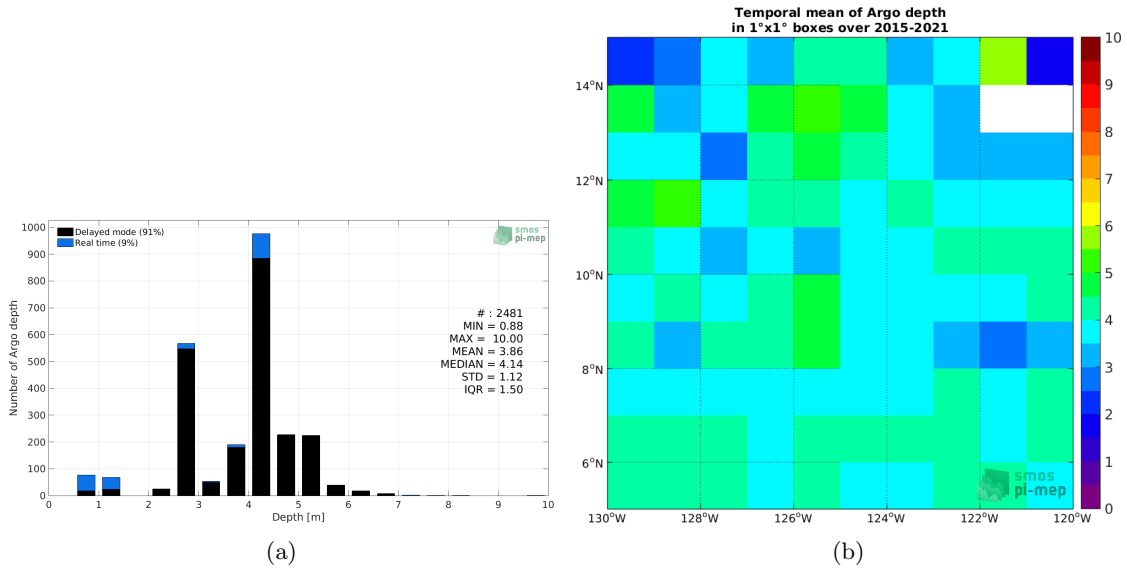 Delayed mode (91%)
Real time (9%)
smos
pi-mep
# : 2481
MIN = 0.88
MAX = 10.00
MEAN = 3.86
MEDIAN = 4.14
STD = 1.12
IQR = 1.50
Number of Argo depth
1000
900
800
700
600
500
400
300
200
100
0
0 1 2 3 4 5 6 7 8 9 10
Depth [m]
(a)
Temporal mean of Argo depth
in 1°x1° boxes over 2015-2021
14°N
12°N
10°N
8°N
6°N
130°W 128°W 126°W 124°W 122°W 120°W
10
9
8
7
6
5
4
3
2
1
0
smos
pi-mep
(b)